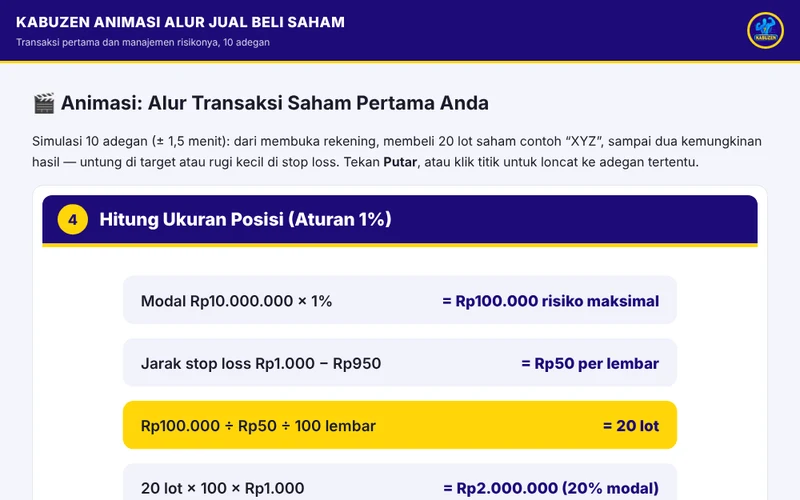 KABUZEN ANIMASI ALUR JUAL BELI SAHAM
Transaksi pertama dan manajemen risikonya, 10 adegan
KABUZEN
🎬 Animasi: Alur Transaksi Saham Pertama Anda
Simulasi 10 adegan (± 1,5 menit): dari membuka rekening, membeli 20 lot saham contoh “XYZ”, sampai dua kemungkinan
hasil — untung di target atau rugi kecil di stop loss. Tekan Putar, atau klik titik untuk loncat ke adegan tertentu.
4 Hitung Ukuran Posisi (Aturan 1%)
Modal Rp10.000.000 × 1% = Rp100.000 risiko maksimal
Jarak stop loss Rp1.000 − Rp950 = Rp50 per lembar
Rp100.000 ÷ Rp50 ÷ 100 lembar = 20 lot
20 lot × 100 × Rp1.000 = Rp2.000.000 (20% modal)